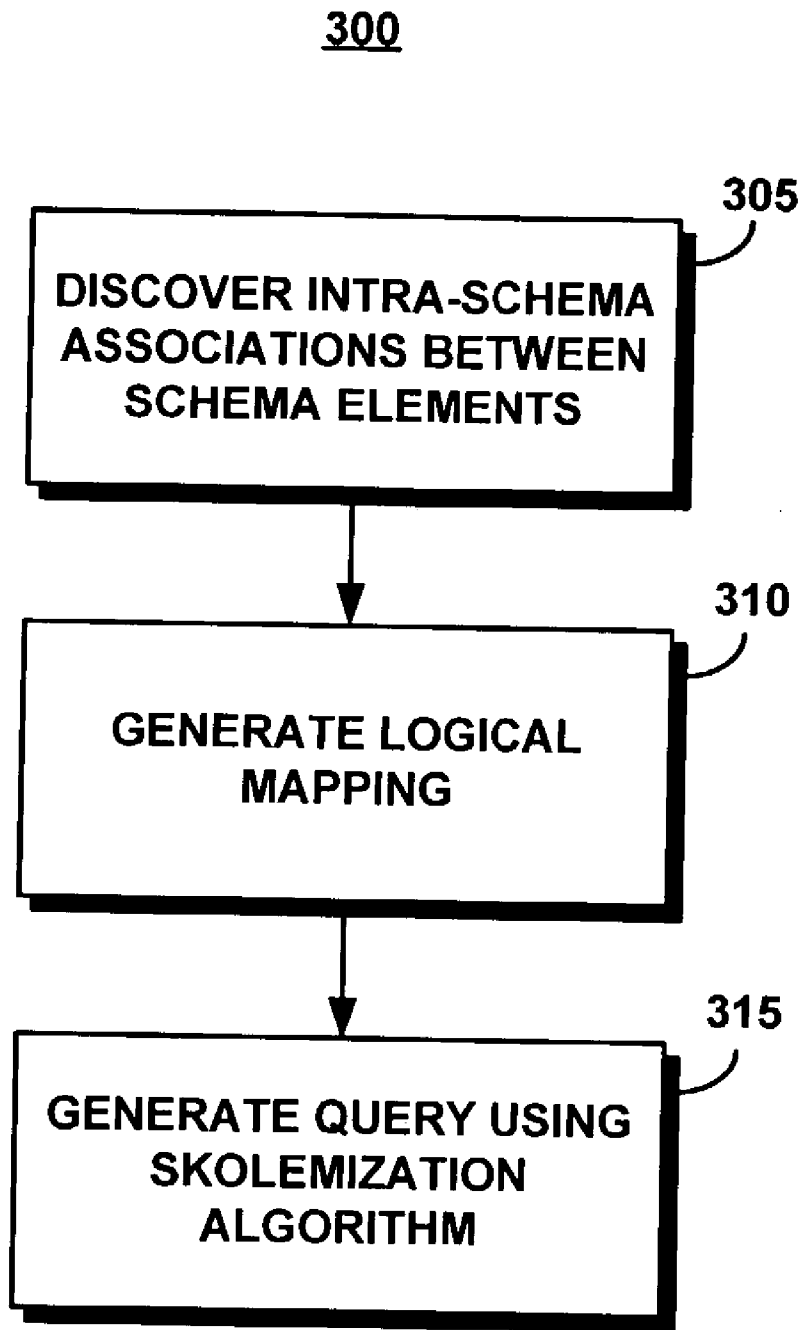 300
305
DISCOVER INTRA-SCHEMA
ASSOCIATIONS BETWEEN
SCHEMA ELEMENTS
310
GENERATE LOGICAL
MAPPING
315
GENERATE QUERY USING
SKOLEMIZATION
ALGORITHM